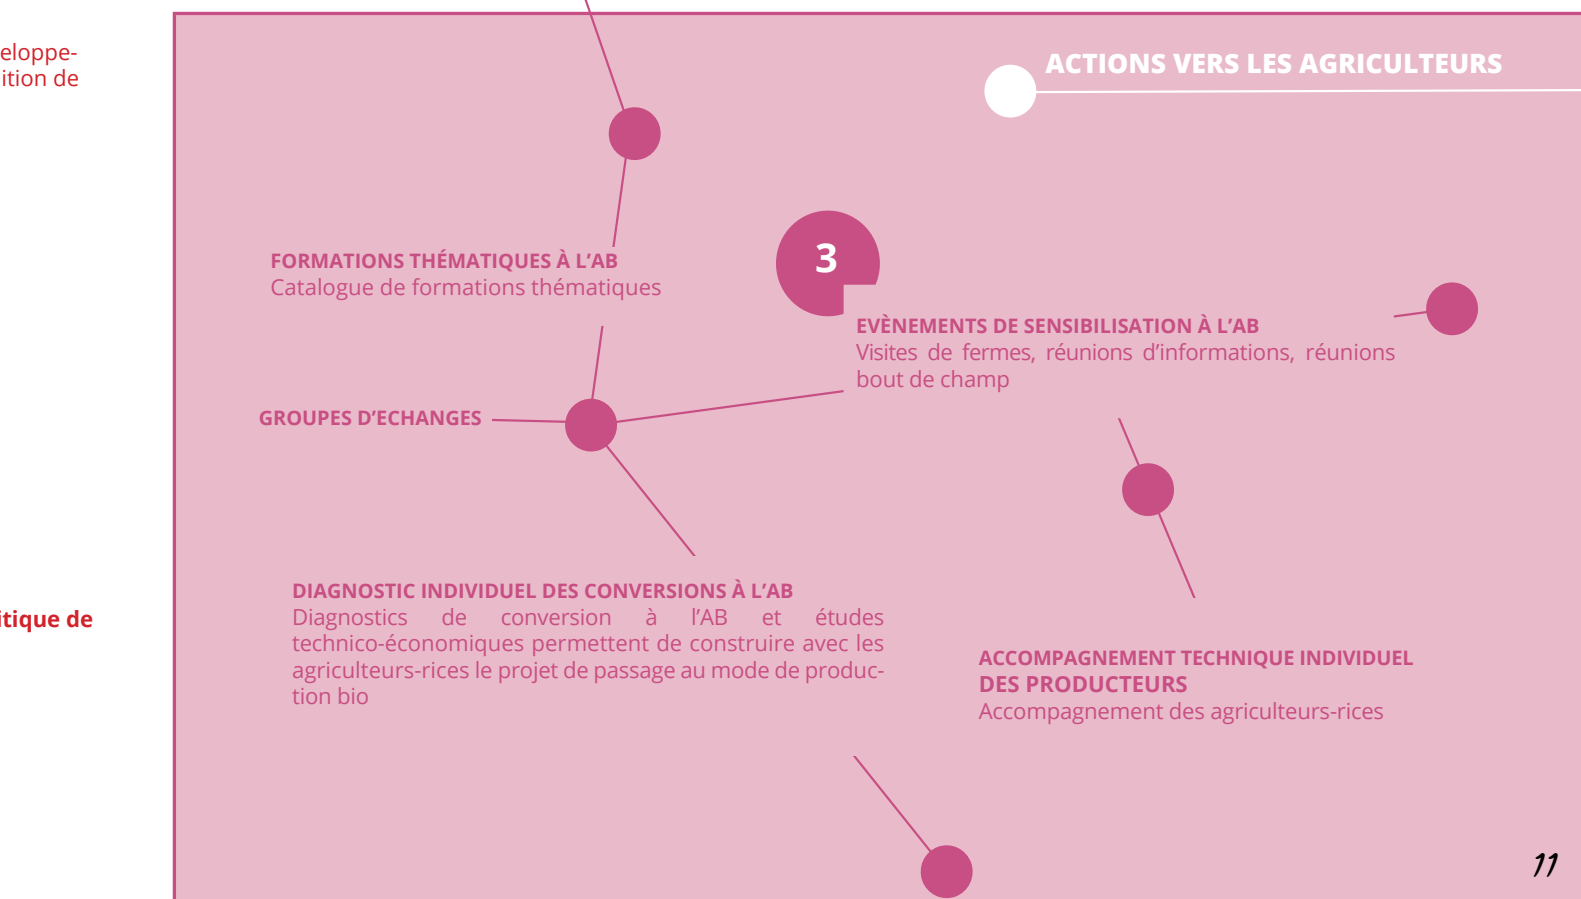 eloppe-
ition de
itique de
ACTIONS VERS LES AGRICULTEURS
3
FORMATIONS THÉMATIQUES À L’AB
Catalogue de formations thématiques
EVÈNEMENTS DE SENSIBILISATION À L’AB
Visites de fermes, réunions d’informations, réunions
bout de champ
GROUPES D’ECHANGES
DIAGNOSTIC INDIVIDUEL DES CONVERSIONS À L’AB
Diagnostics de conversion à l’AB et études
technico-économiques permettent de construire avec les
agriculteurs-rices le projet de passage au mode de produc-
tion bio
ACCOMPAGNEMENT TECHNIQUE INDIVIDUEL
DES PRODUCTEURS
Accompagnement des agriculteurs-rices
11